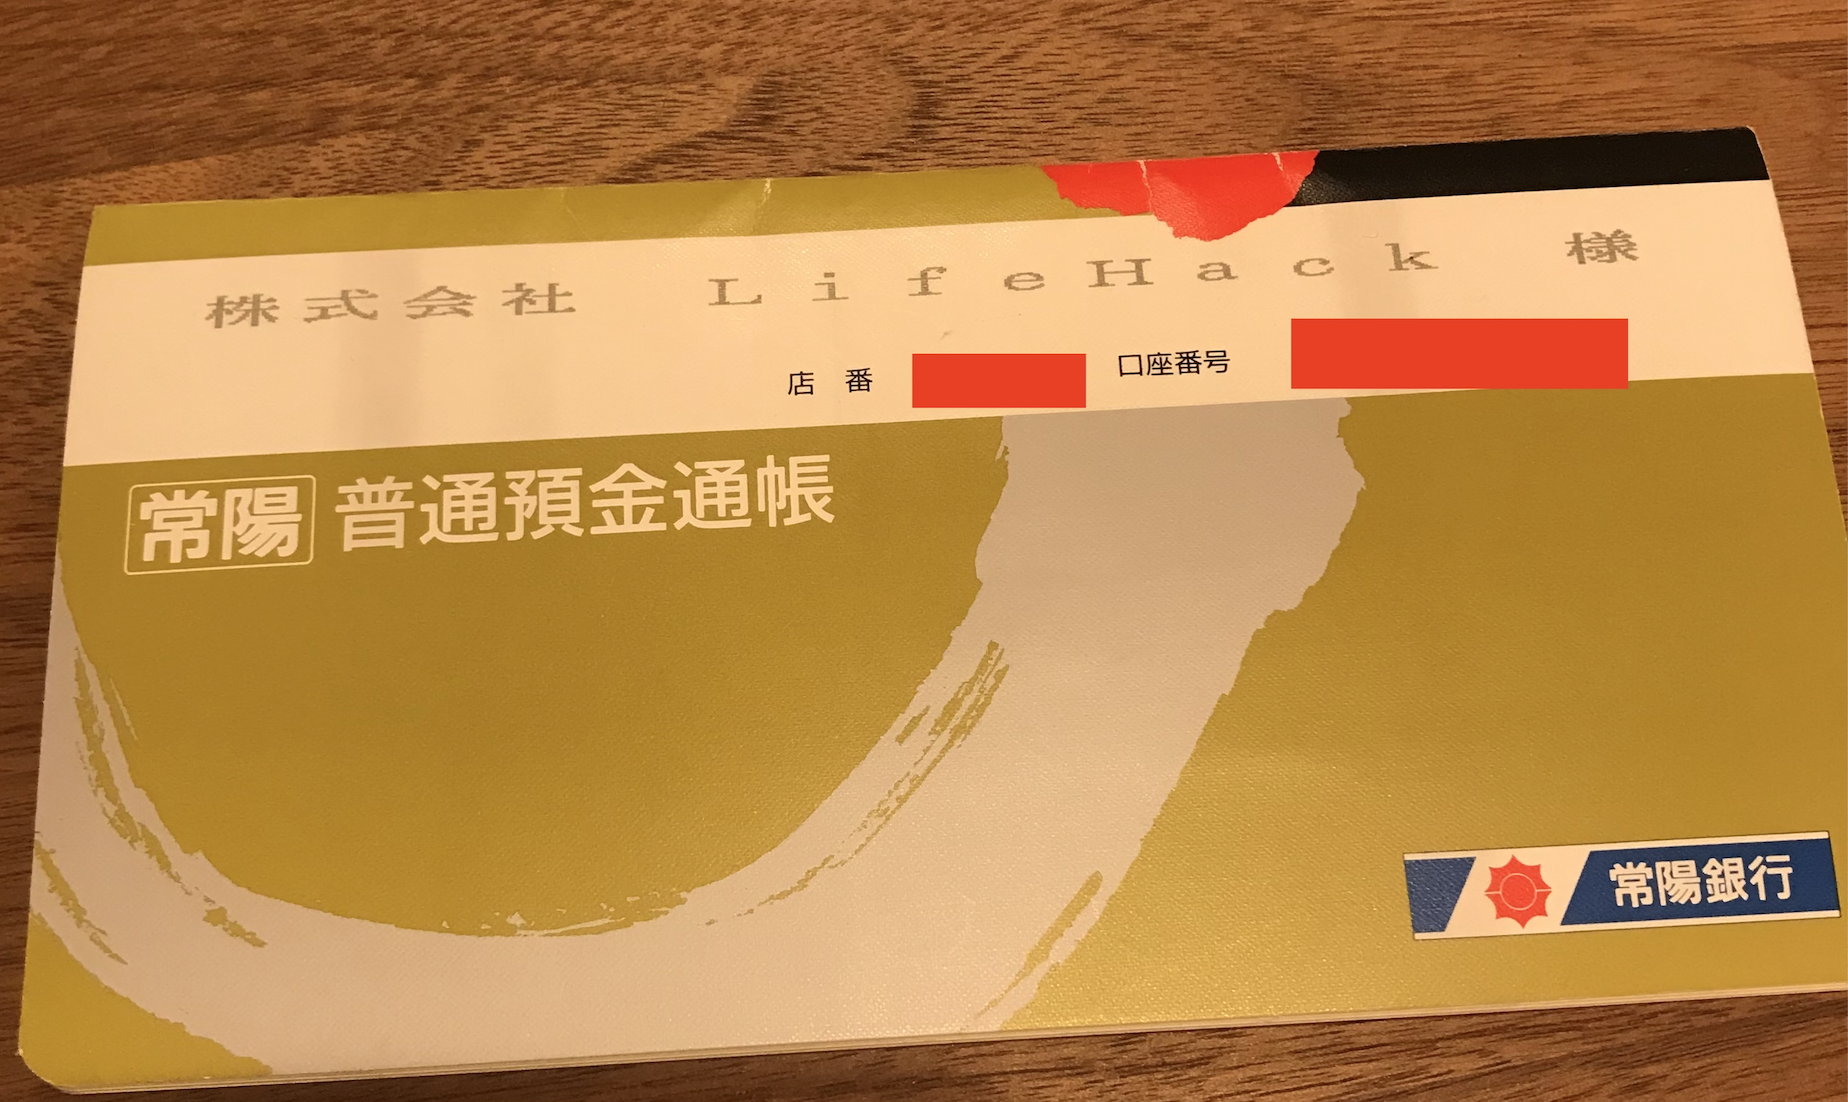 株式会社 LifeHack 様
店番 口座番号
常陽 普通預金通帳
常陽銀行